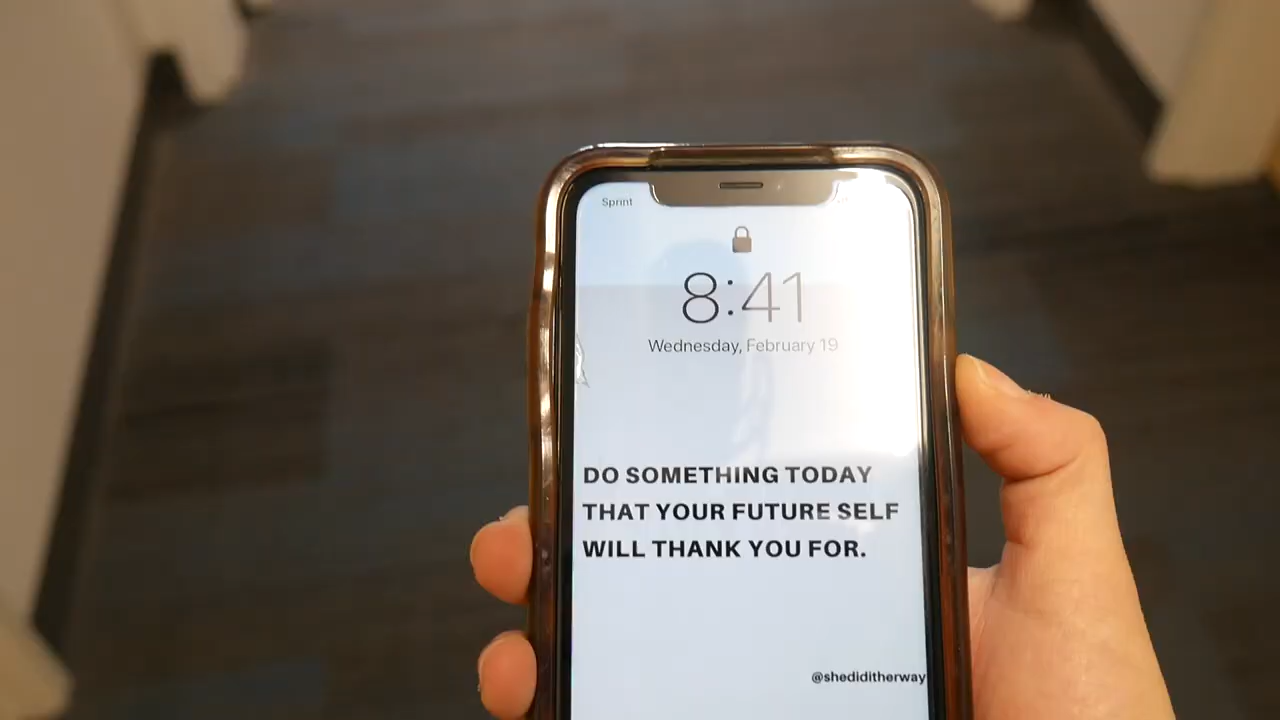 Sprint
8:41
Wednesday, February 19
DO SOMETHING TODAY
THAT YOUR FUTURE SELF
WILL THANK YOU FOR.
@shediditherway